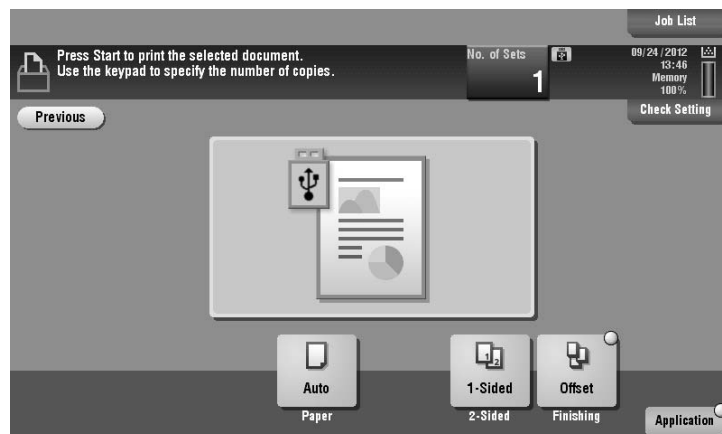 Job List
Press Start to print the selected document.
Use the keypad to specify the number of copies.
No. of Sets
1
09/24/2012
13:46
Memory
100%
Previous
Check Setting
Auto
Paper
1 2
1-Sided
2-Sided
Offset
Finishing
Application